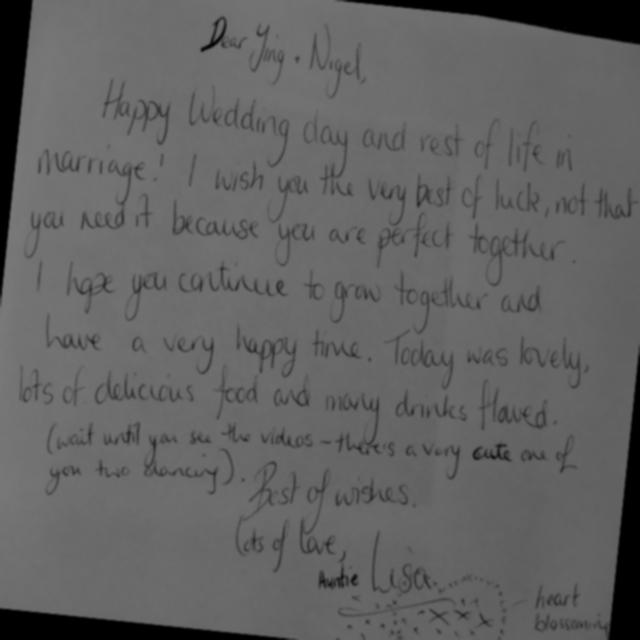 Dear Ying + Nigel,
Happy Wedding day and rest of life in
marriage! I wish you the very best of luck, not that
you need it because you are perfect together.
I hope you continue to grow together and
have a very happy time. Today was lovely,
lots of delicious food and many drinks flowed.
(wait until you see the videos - there's a very cute one of
you two dancing). Best of wishes.
Lots of love,
Auntie Lisa
x x x
heart
blossoming